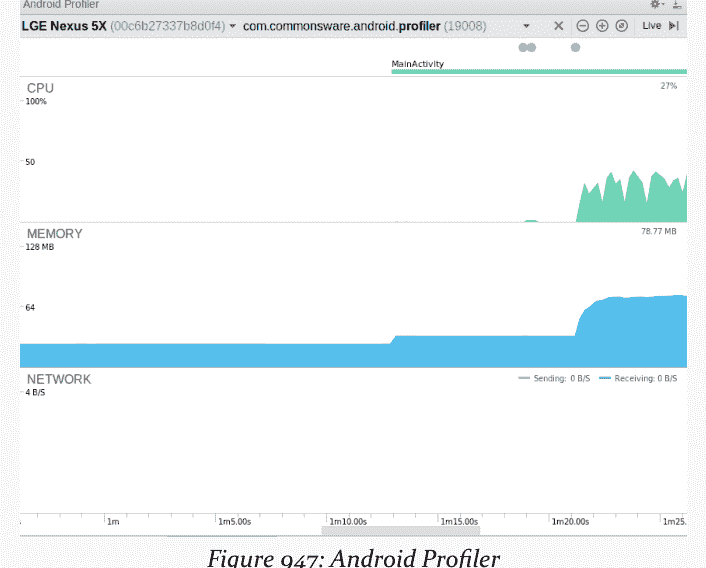 Android Profiler
LGE Nexus 5X (00c6b27337b8d0f4) com.commonsware.android.profiler (19008) Live
MainActivity
CPU 27%
100%
50
MEMORY 78.77 MB
128 MB
64
NETWORK Sending: 0 B/S Receiving: 0 B/S
4 B/S
1m 1m5.00s 1m10.00s 1m15.00s 1m20.00s 1m25.
Figure 947: Android Profiler